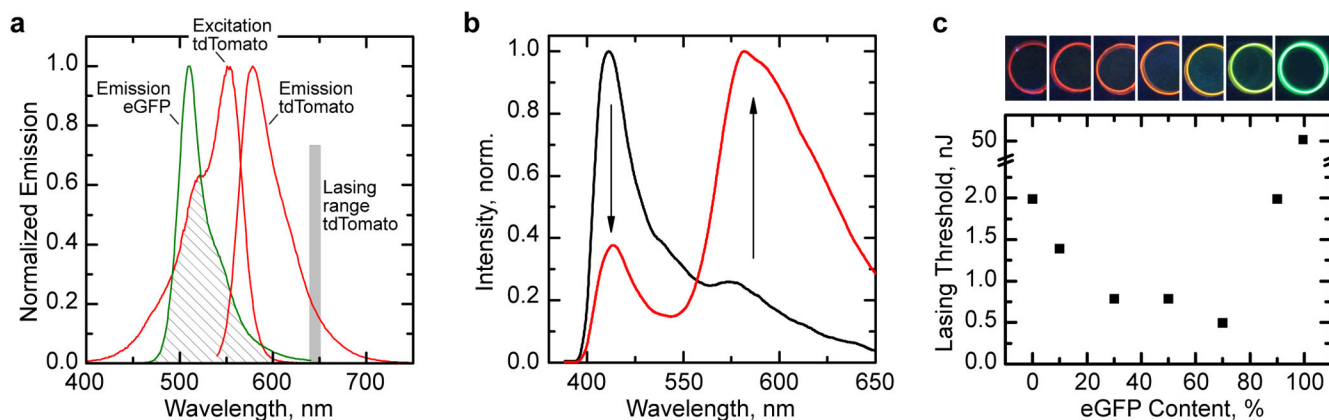 a
Excitation
tdTomato
Emission
eGFP
Emission
tdTomato
Lasing
range
tdTomato
Normalized Emission
1.0
0.8
0.6
0.4
0.2
0.0
400 500 600 700
Wavelength, nm
b
Intensity, norm.
1.0
0.8
0.6
0.4
0.2
0.0
400 550 600 650
Wavelength, nm
c
Lasing Threshold, nJ
50
2.0
1.5
1.0
0.5
0.0
0 20 40 60 80 100
eGFP Content, %